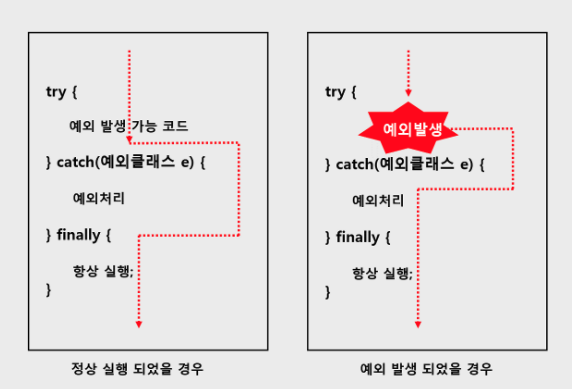 try {
예외 발생 가능 코드
} catch(예외클래스 e) {
예외처리
} finally {
항상 실행;
}
정상 실행 되었을 경우
try {
예외발생
} catch(예외클래스 e) {
예외처리
} finally {
항상 실행;
}
예외 발생 되었을 경우